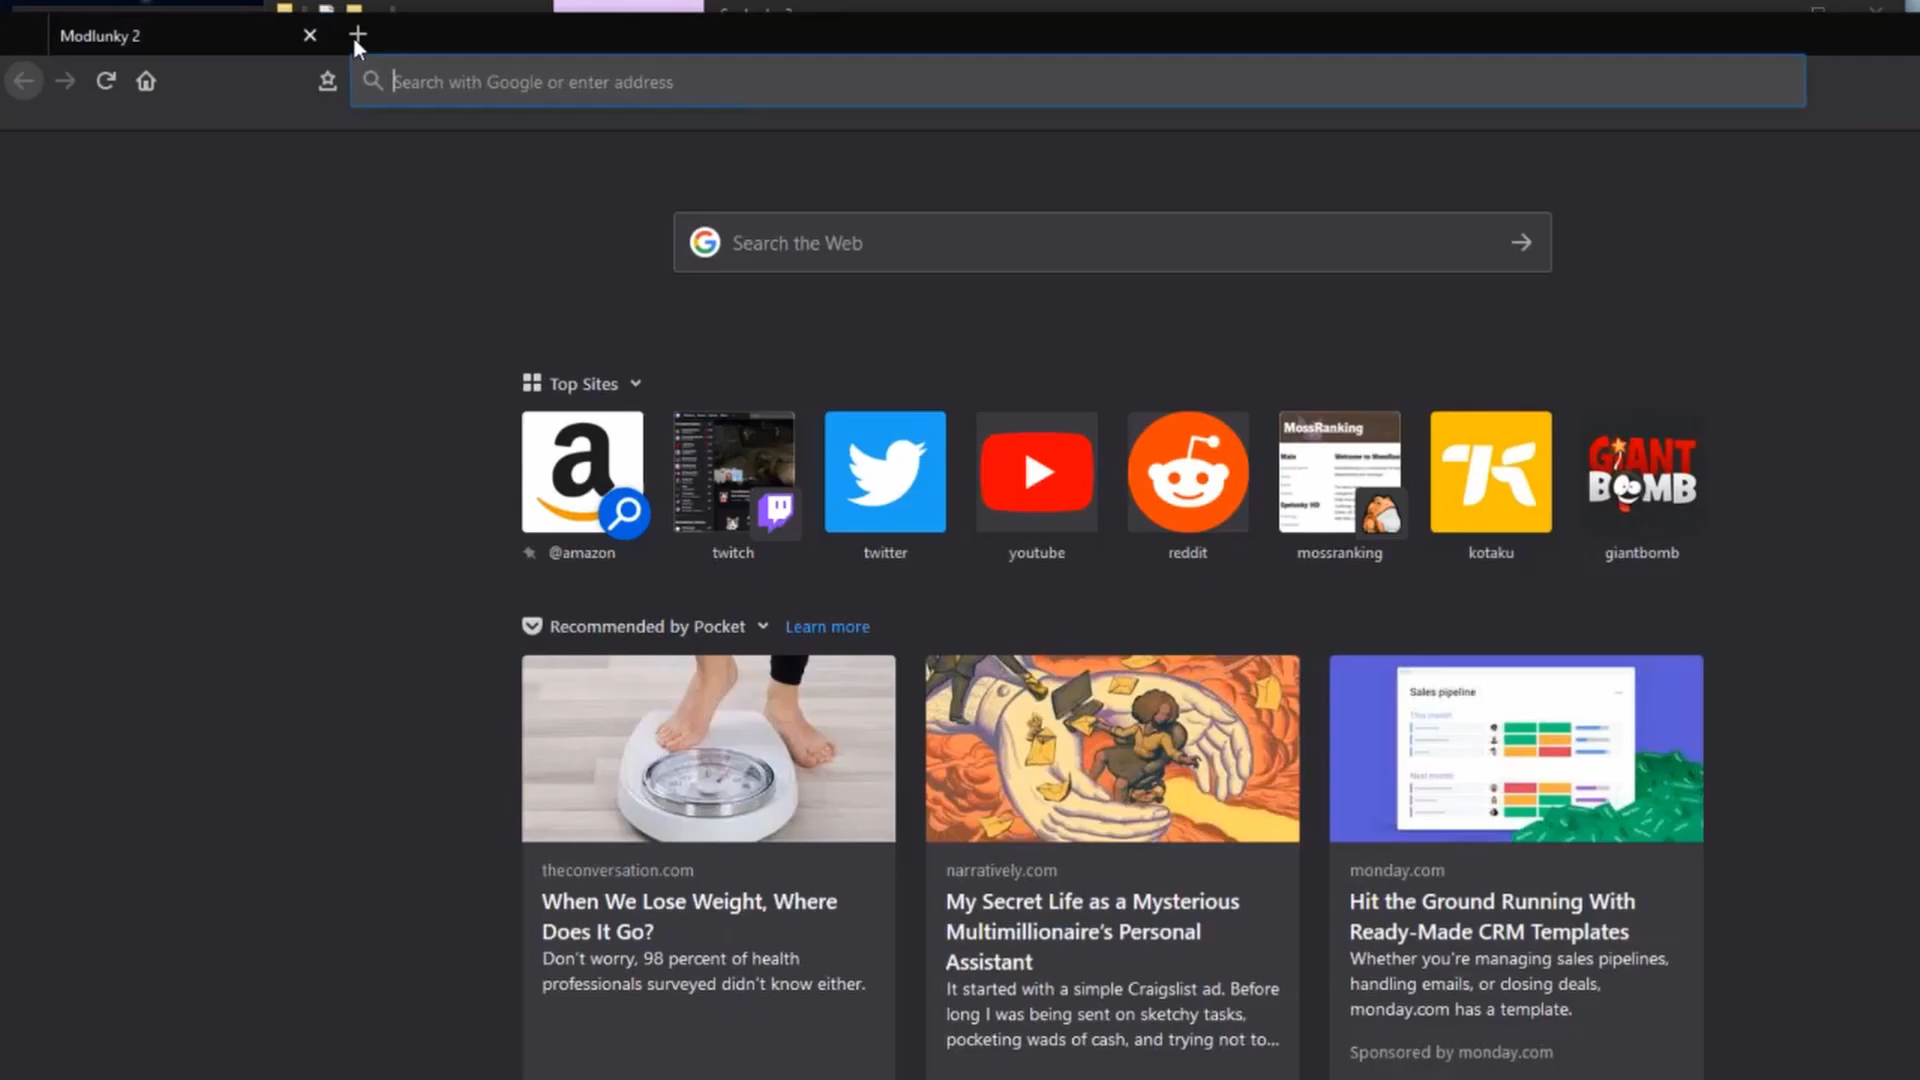 Modlunky 2
Search with Google or enter address
Search the Web
Top Sites
MossRanking
Main
GIANT BOMB
@amazon
twitch
twitter
youtube
reddit
mossranking
kotaku
giantbomb
Recommended by Pocket
Learn more
Sales pipeline
This month
Next month
theconversation.com
When We Lose Weight, Where
Does It Go?
Don't worry, 98 percent of health
professionals surveyed didn't know either.
narratively.com
My Secret Life as a Mysterious
Multimillionaire's Personal
Assistant
It started with a simple Craigslist ad. Before
long I was being sent on sketchy tasks,
pocketing wads of cash, and trying not to...
monday.com
Hit the Ground Running With
Ready-Made CRM Templates
Whether you're managing sales pipelines,
handling emails, or closing deals,
monday.com has a template.
Sponsored by monday.com